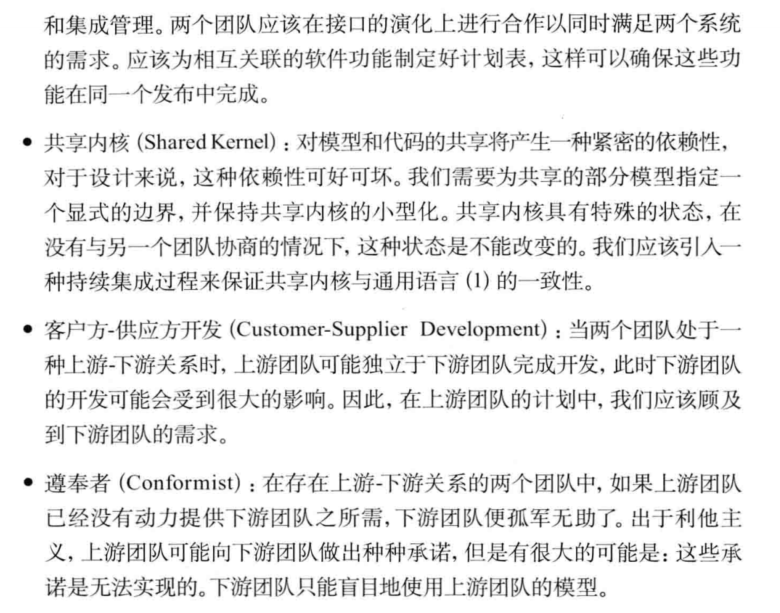 和集成管理。两个团队应该在接口的演化上进行合作以同时满足两个系统
的需求。应该为相互关联的软件功能制定好计划表, 这样可以确保这些功
能在同一个发布中完成。
• 共享内核 (Shared Kernel) : 对模型和代码的共享将产生一种紧密的依赖性,
对于设计来说, 这种依赖性可好可坏。我们需要为共享的部分模型指定一
个显式的边界, 并保持共享内核的小型化。共享内核具有特殊的状态, 在
没有与另一个团队协商的情况下, 这种状态是不能改变的。我们应该引入一
种持续集成过程来保证共享内核与通用语言 (1) 的一致性。
• 客户方-供应方开发 (Customer-Supplier Development) : 当两个团队处于一
种上游-下游关系时, 上游团队可能独立于下游团队完成开发, 此时下游团队
的开发可能会受到很大的影响。因此, 在上游团队的计划中, 我们应该顾及
到下游团队的需求。
• 遵奉者 (Conformist) : 在存在上游-下游关系的两个团队中, 如果上游团队
已经没有动力提供下游团队之所需, 下游团队便孤军无助了。出于利他主
义, 上游团队可能向下游团队做出种种承诺, 但是有很大的可能是: 这些承
诺是无法实现的。下游团队只能盲目地使用上游团队的模型。